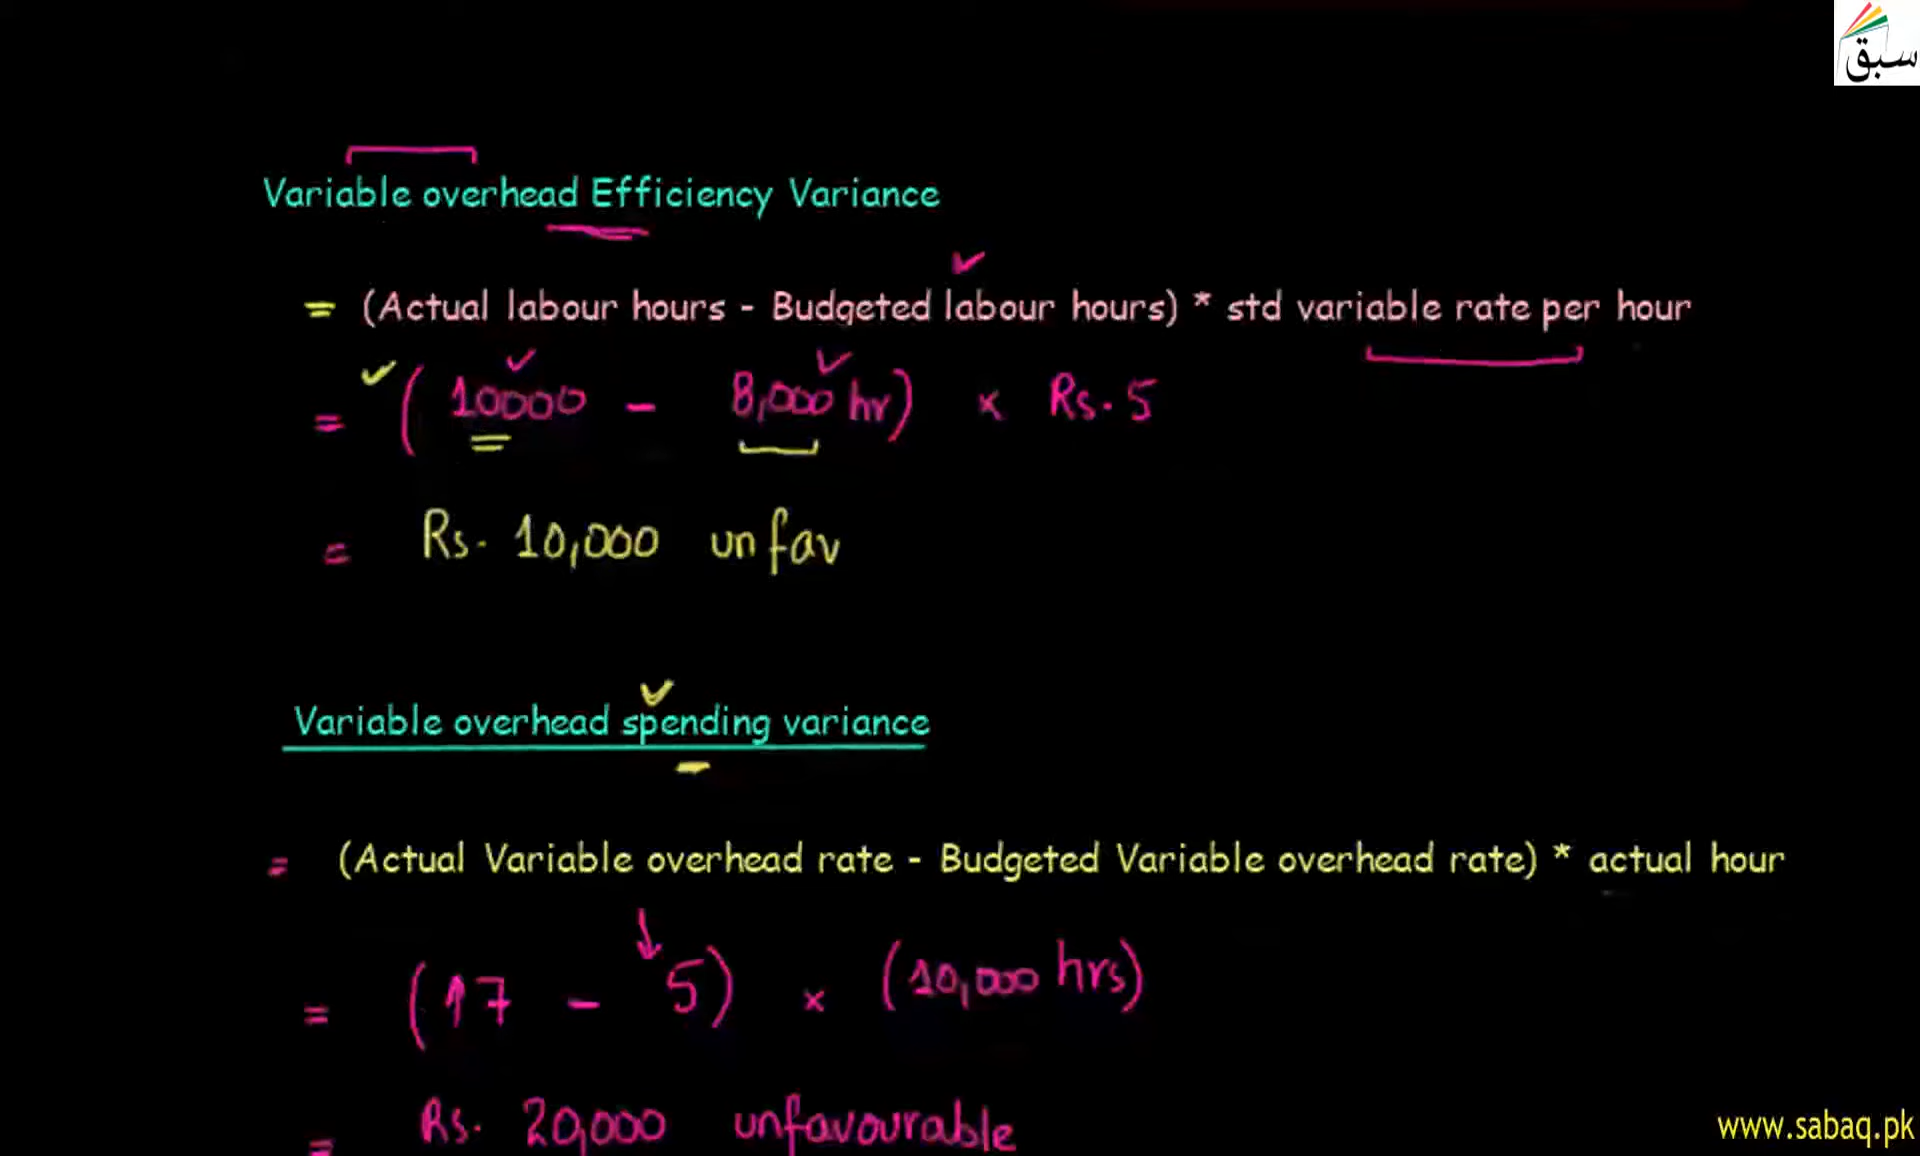 سبق
Variable overhead Efficiency Variance
= (Actual labour hours - Budgeted labour hours) * std variable rate per hour
= (10000 - 8,000 hr) × Rs. 5
= Rs. 10,000 unfav
Variable overhead spending variance
= (Actual Variable overhead rate - Budgeted Variable overhead rate) * actual hour
= (17 - 5) × (10,000 hrs)
= Rs. 20,000 unfavourable
www.sabaq.pk